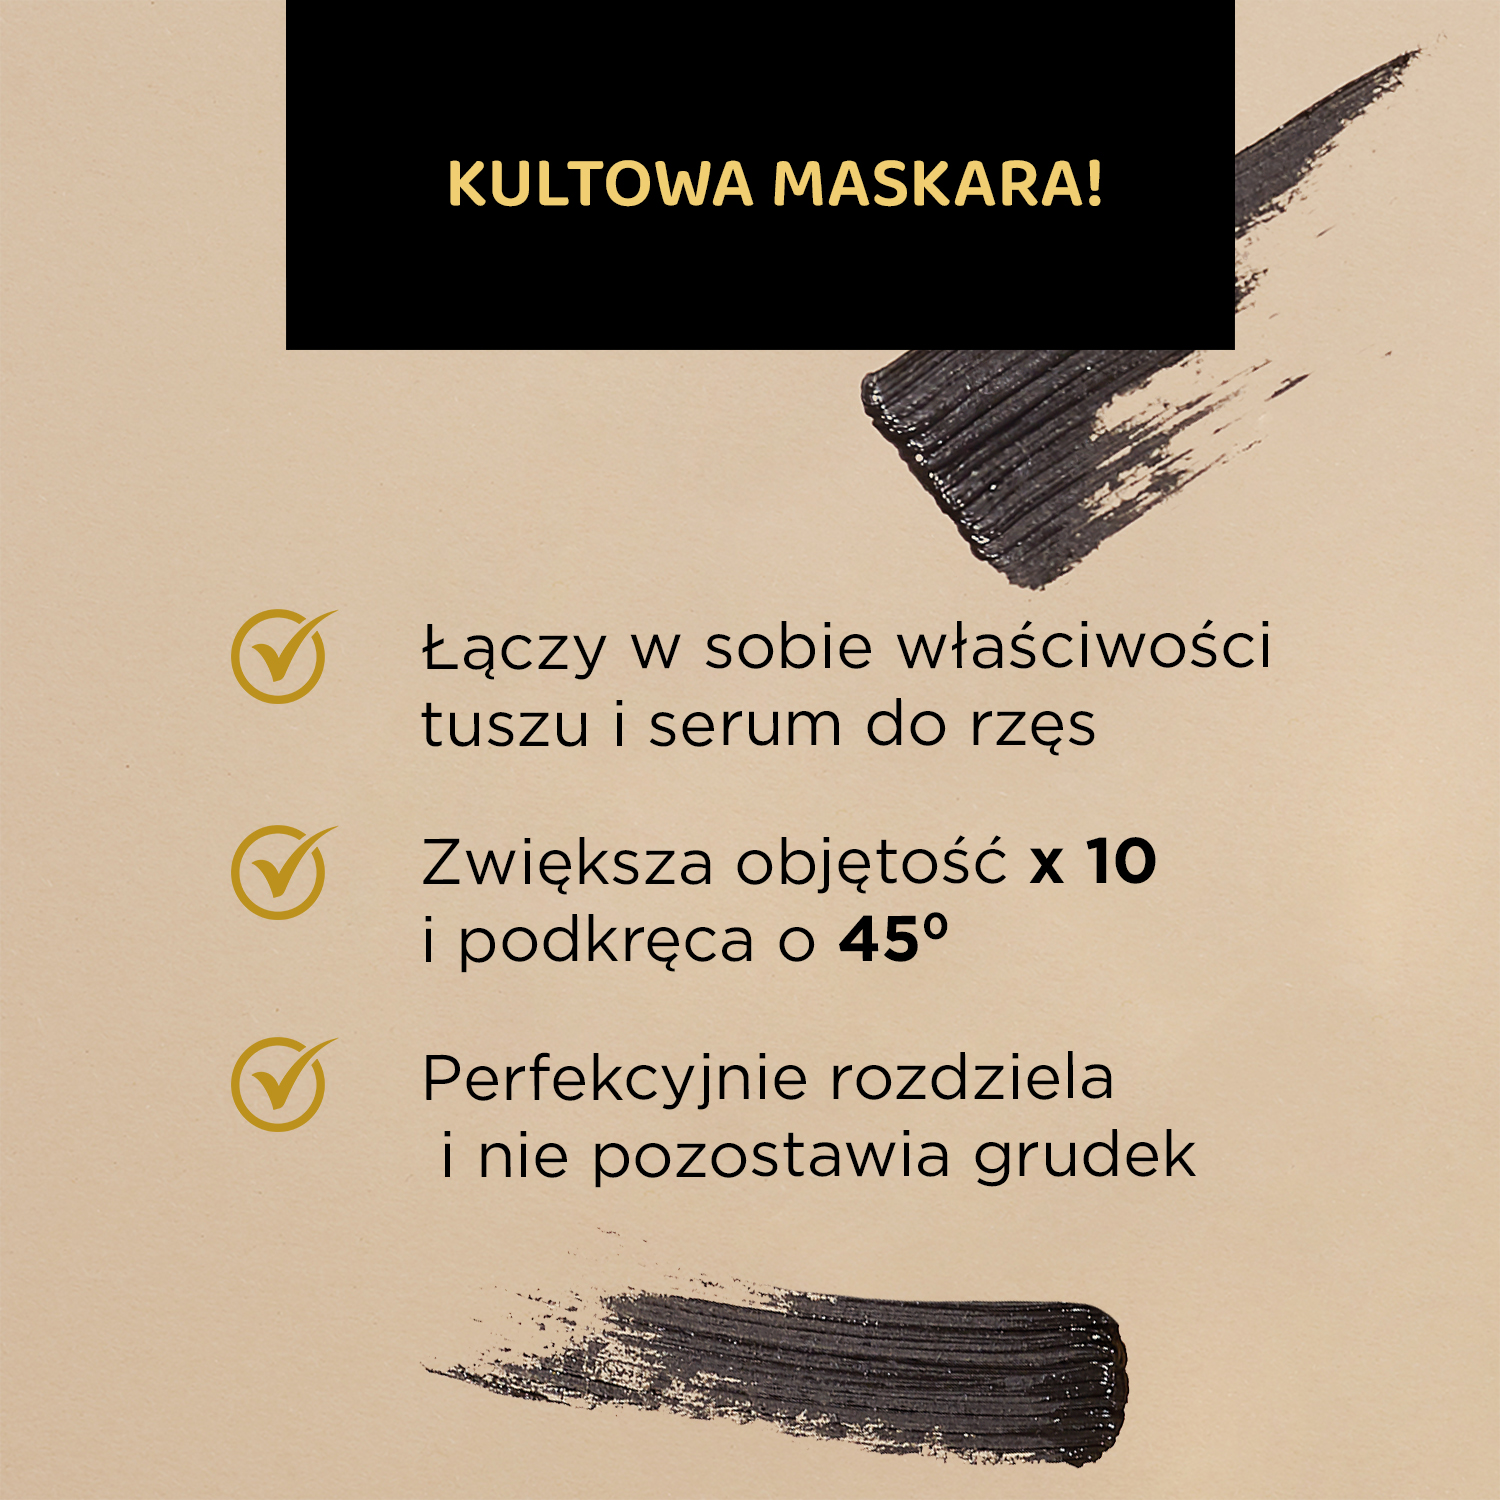 KULTOWA MASKARA!
Łączy w sobie właściwości
tuszu i serum do rzęs
Zwiększa objętość x 10
i podkręca o 45⁰
Perfekcyjnie rozdziela
i nie pozostawia grudek